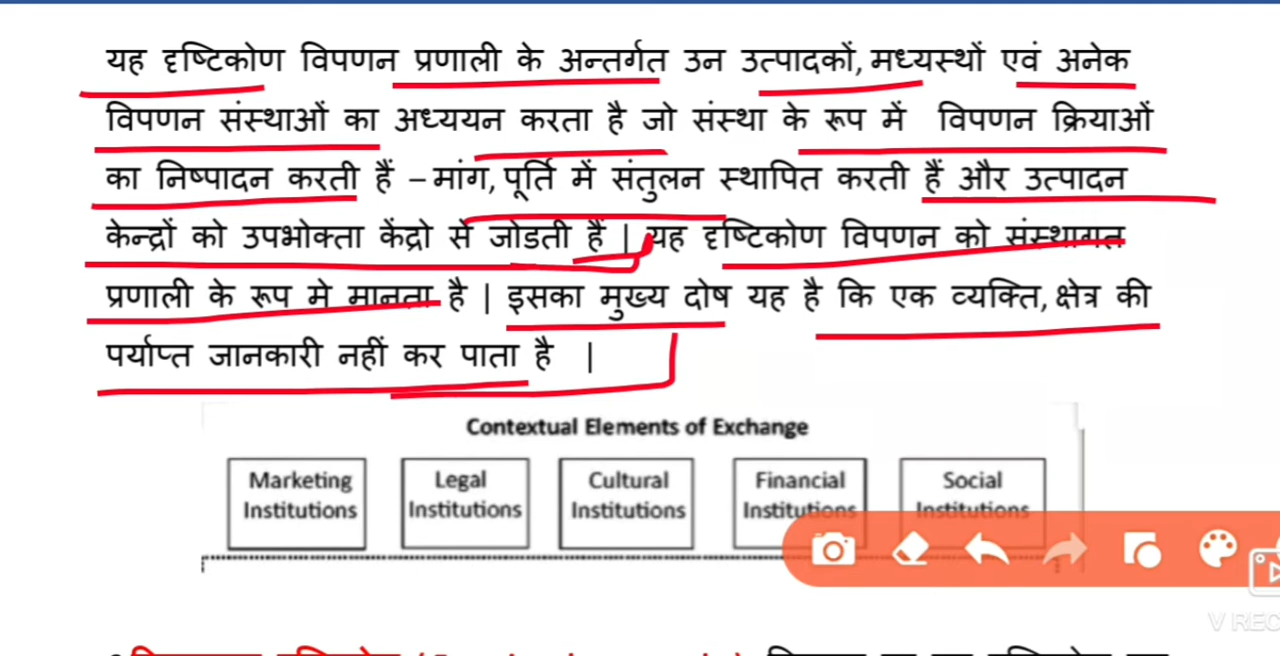 यह दृष्टिकोण विपणन प्रणाली के अन्तर्गत उन उत्पादकों, मध्यस्थों एवं अनेक
विपणन संस्थाओं का अध्ययन करता है जो संस्था के रूप में विपणन क्रियाओं
का निष्पादन करती हैं – मांग, पूर्ति में संतुलन स्थापित करती हैं और उत्पादन
केन्द्रों को उपभोक्ता केंद्रो से जोडती हैं | यह दृष्टिकोण विपणन को संस्थागत
प्रणाली के रूप मे मानता है | इसका मुख्य दोष यह है कि एक व्यक्ति, क्षेत्र की
पर्याप्त जानकारी नहीं कर पाता है |
Contextual Elements of Exchange
Marketing Institutions
Legal Institutions
Cultural Institutions
Financial Institutions
Social Institutions
V REC